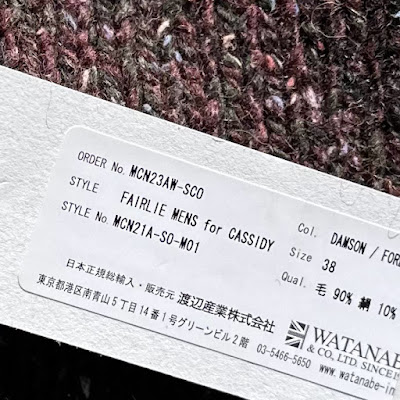 ORDER No. MCN23AW-SCO
STYLE FAIRLIE MENS for CASSIDY
STYLE No. MCN21A-SO-M01
Col. DAMSON / FOR
Size 38
Qual. 毛 90% 絹 10%
日本正規総輸入・販売元 渡辺産業株式会社
東京都港区南青山5丁目14番1号グリーンビル2階 03-5466-5650
WATANABE
& CO., LTD. SINCE1
www.watanabe-in